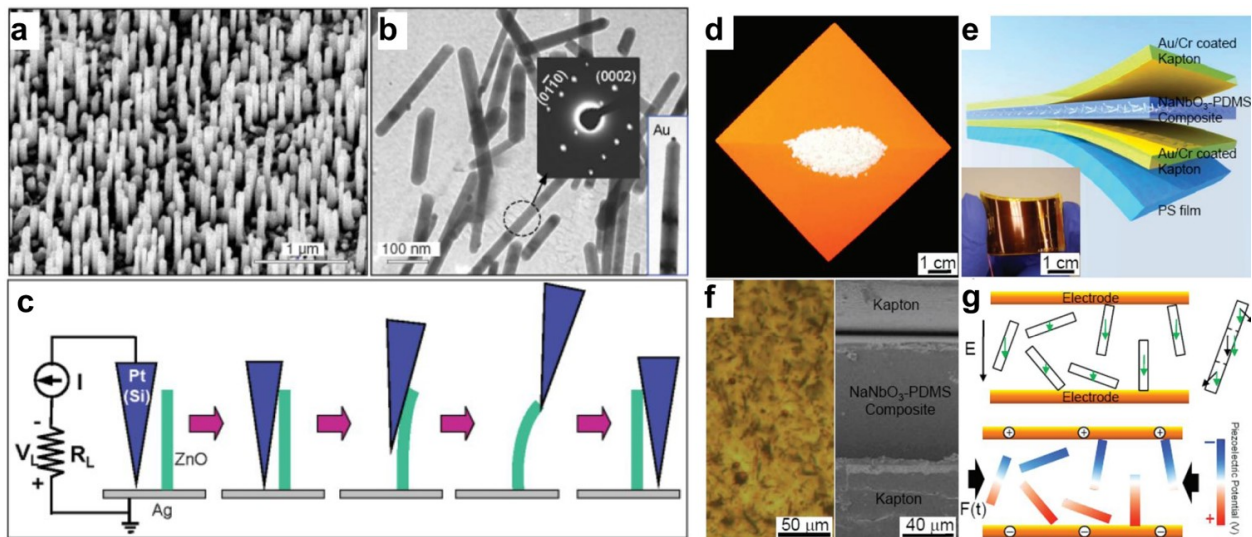 a
1 μm
b
(01̄10)
(0002)
Au
100 nm
c
I
Pt
(Si)
-
V_L
R_L
+
ZnO
Ag
d
1 cm
e
Au/Cr coated
Kapton
NaNbO₃-PDMS
Composite
Au/Cr coated
Kapton
PS film
1 cm
f
50 μm
Kapton
NaNbO₃-PDMS
Composite
Kapton
40 μm
g
Electrode
E
Electrode
+ + +
F(t)
− − −
−
Piezoelectric Potential (V)
+